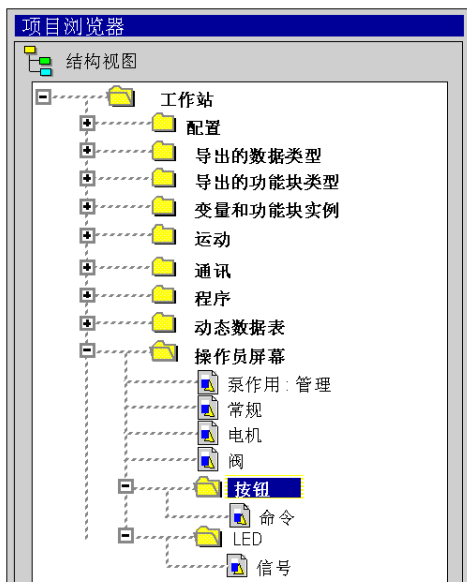 项目浏览器
结构视图
工作站
配置
导出的数据类型
导出的功能块类型
变量和功能块实例
运动
通讯
程序
动态数据表
操作员屏幕
泵作用 : 管理
常规
电机
阀
按钮
命令
LED
信号